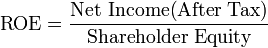 ROE = Net Income(After Tax)
Shareholder Equity